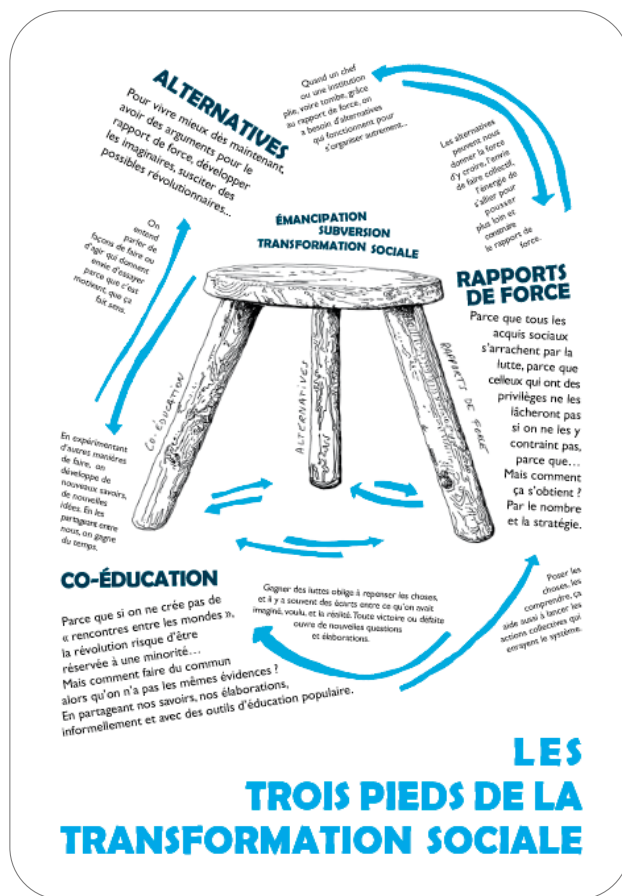 ALTERNATIVES
Pour vivre mieux dès maintenant,
avoir des arguments pour le
rapport de force, développer
les imaginaires, susciter des
possibles révolutionnaires...
Quand un chef
ou une institution
plie, voire tombe, grâce
au rapport de force, on
a besoin d'alternatives
qui fonctionnent pour
s'organiser autrement...
Les alternatives
peuvent nous
donner la force
d'y croire, l'envie
de faire collectif,
l'énergie de
s'allier pour
pousser
plus loin et
construire
le rapport de
force.
On
entend
parler de
façons de faire ou
d'agir qui donnent
envie d'essayer
parce que c'est
motivant, que ça
fait sens.
ÉMANCIPATION
SUBVERSION
TRANSFORMATION SOCIALE
RAPPORTS
DE FORCE
Parce que tous les
acquis sociaux
s'arrachent par la
lutte, parce que
celleux qui ont des
privilèges ne les
lâcheront pas
si on ne les y
contraint pas,
parce que...
Mais comment
ça s'obtient ?
Par le nombre
et la stratégie.
CO-ÉDUCATION
ALTERNATIVES
RAPPORTS DE FORCE
En expérimentant
d'autres manières
de faire, on
développe de
nouveaux savoirs,
de nouvelles
idées. En les
partageant entre
nous, on gagne
du temps.
CO-ÉDUCATION
Parce que si on ne crée pas de
« rencontres entre les mondes »,
la révolution risque d'être
réservée à une minorité...
Mais comment faire du commun
alors qu'on n'a pas les mêmes évidences ?
En partageant nos savoirs, nos élaborations,
informellement et avec des outils d'éducation populaire.
Gagner des luttes oblige à repenser les choses,
et il y a souvent des écarts entre ce qu'on avait
imaginé, voulu, et la réalité. Toute victoire ou défaite
ouvre de nouvelles questions
et élaborations.
Poser les
choses, les
comprendre, ça
aide aussi à lancer les
actions collectives qui
enrayent le système.
LES
TROIS PIEDS DE LA
TRANSFORMATION SOCIALE